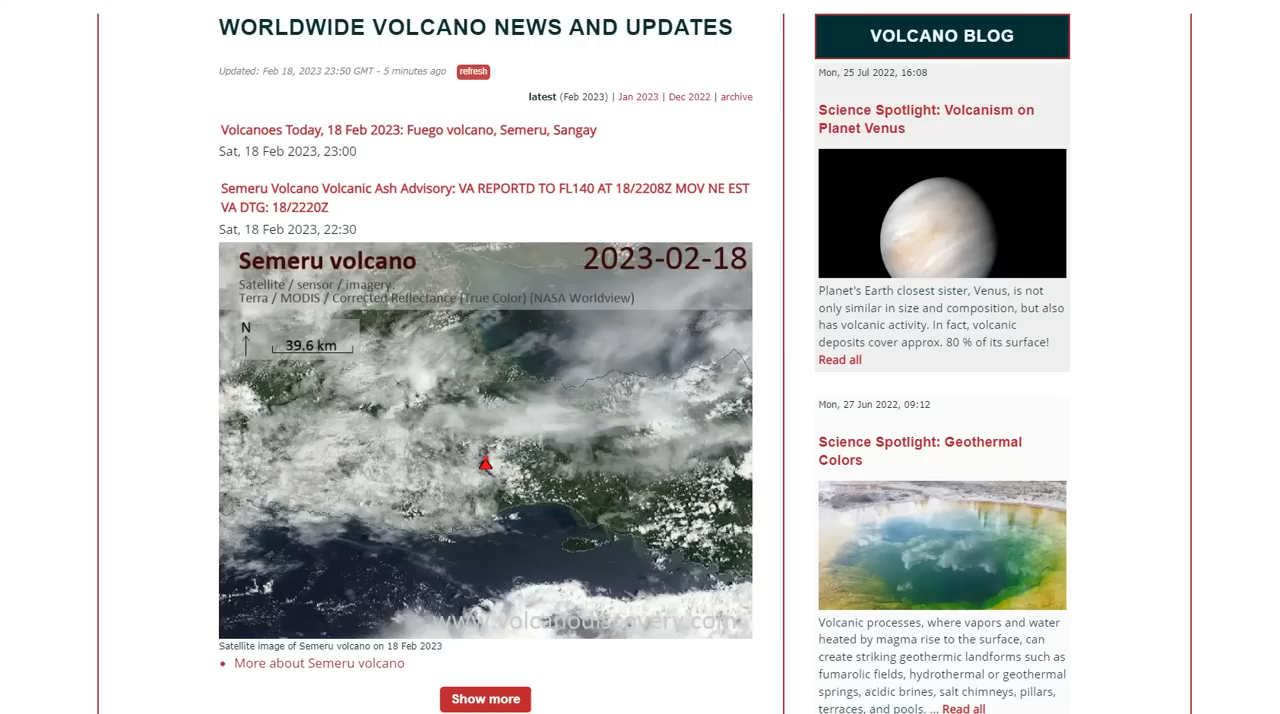 WORLDWIDE VOLCANO NEWS AND UPDATES
Updated: Feb 18, 2023 23:50 GMT - 5 minutes ago refresh
latest (Feb 2023) | Jan 2023 | Dec 2022 | archive
Volcanoes Today, 18 Feb 2023: Fuego volcano, Semeru, Sangay
Sat, 18 Feb 2023, 23:00
Semeru Volcano Volcanic Ash Advisory: VA REPORTD TO FL140 AT 18/2208Z MOV NE EST
VA DTG: 18/2220Z
Sat, 18 Feb 2023, 22:30
Semeru volcano 2023-02-18
Satellite / sensor / imagery:
Terra / MODIS / Corrected Reflectance (True Color) (NASA Worldview)
N
39.6 km
www.volcanodiscovery.com
Satellite image of Semeru volcano on 18 Feb 2023
• More about Semeru volcano
Show more
VOLCANO BLOG
Mon, 25 Jul 2022, 16:08
Science Spotlight: Volcanism on
Planet Venus
Planet's Earth closest sister, Venus, is not
only similar in size and composition, but also
has volcanic activity. In fact, volcanic
deposits cover approx. 80 % of its surface!
Read all
Mon, 27 Jun 2022, 09:12
Science Spotlight: Geothermal
Colors
Volcanic processes, where vapors and water
heated by magma rise to the surface, can
create striking geothermic landforms such as
fumarolic fields, hydrothermal or geothermal
springs, acidic brines, salt chimneys, pillars,
terraces, and pools. ... Read all